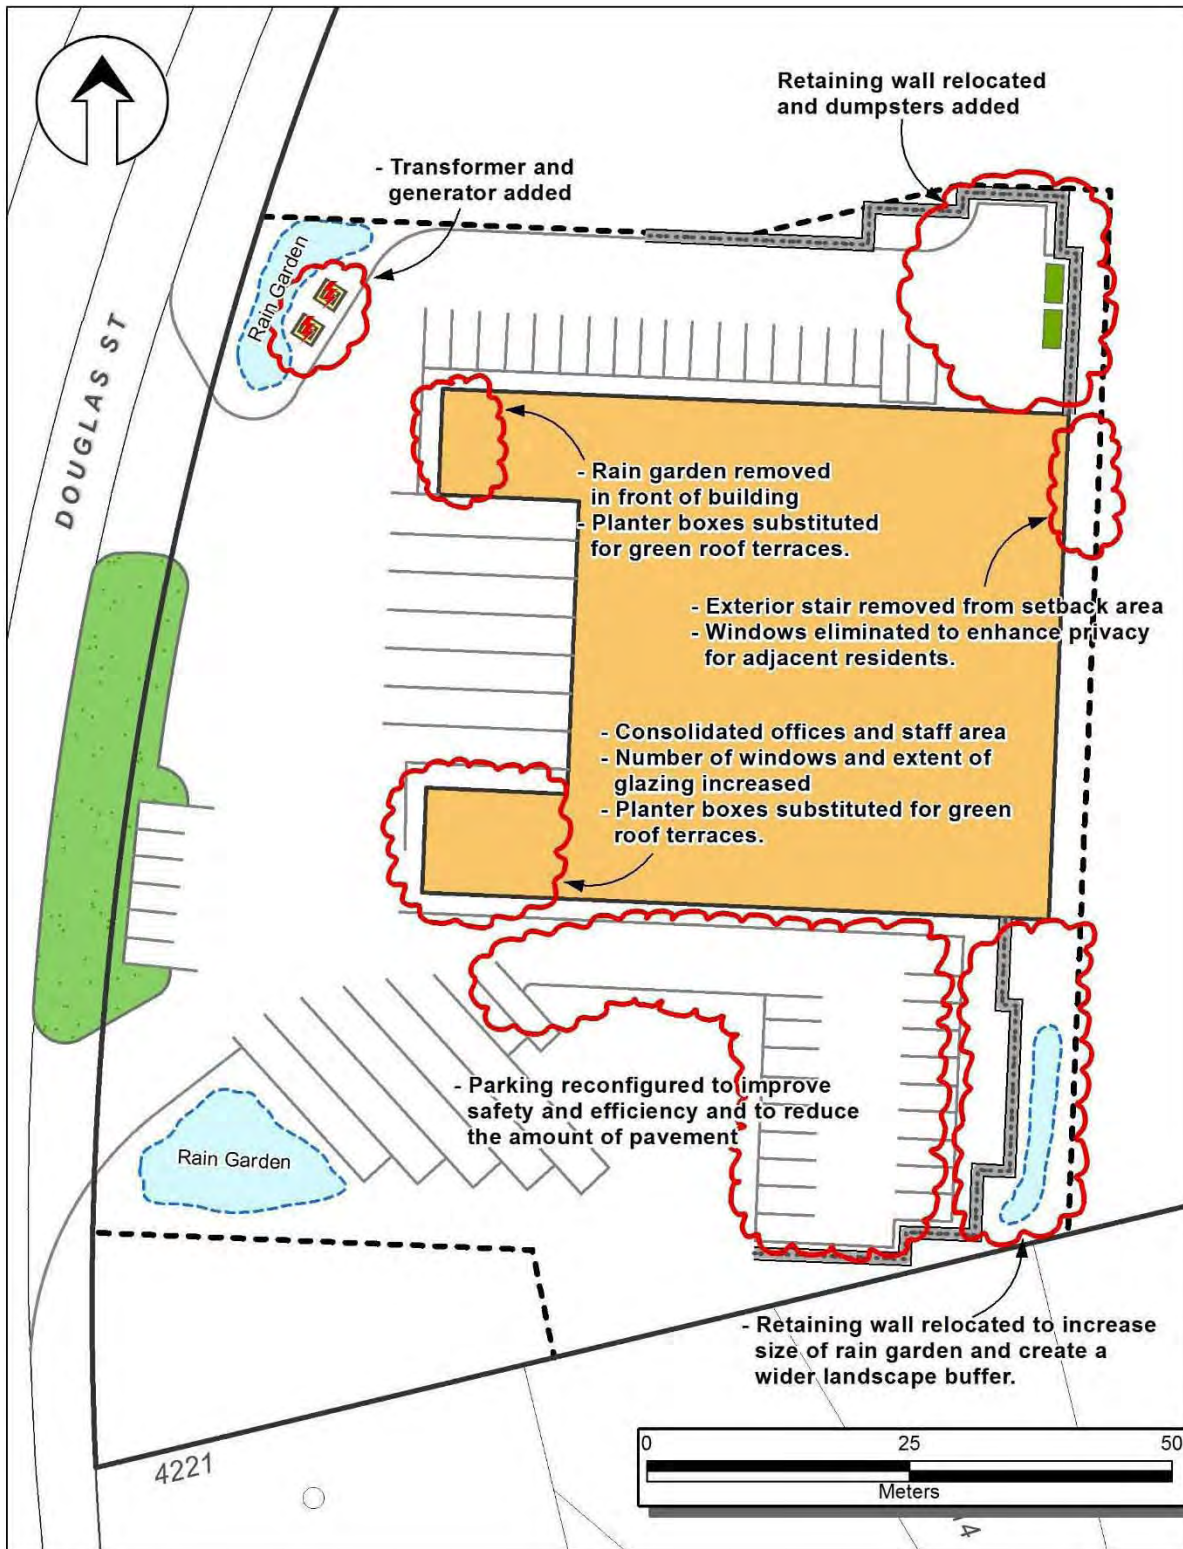 Retaining wall relocated
and dumpsters added
- Transformer and
generator added
Rain Garden
DOUGLAS ST
- Rain garden removed
in front of building
- Planter boxes substituted
for green roof terraces.
- Exterior stair removed from setback area
- Windows eliminated to enhance privacy
for adjacent residents.
- Consolidated offices and staff area
- Number of windows and extent of
glazing increased
- Planter boxes substituted for green
roof terraces.
- Parking reconfigured to improve
safety and efficiency and to reduce
the amount of pavement
Rain Garden
- Retaining wall relocated to increase
size of rain garden and create a
wider landscape buffer.
4221
0 25 50
Meters